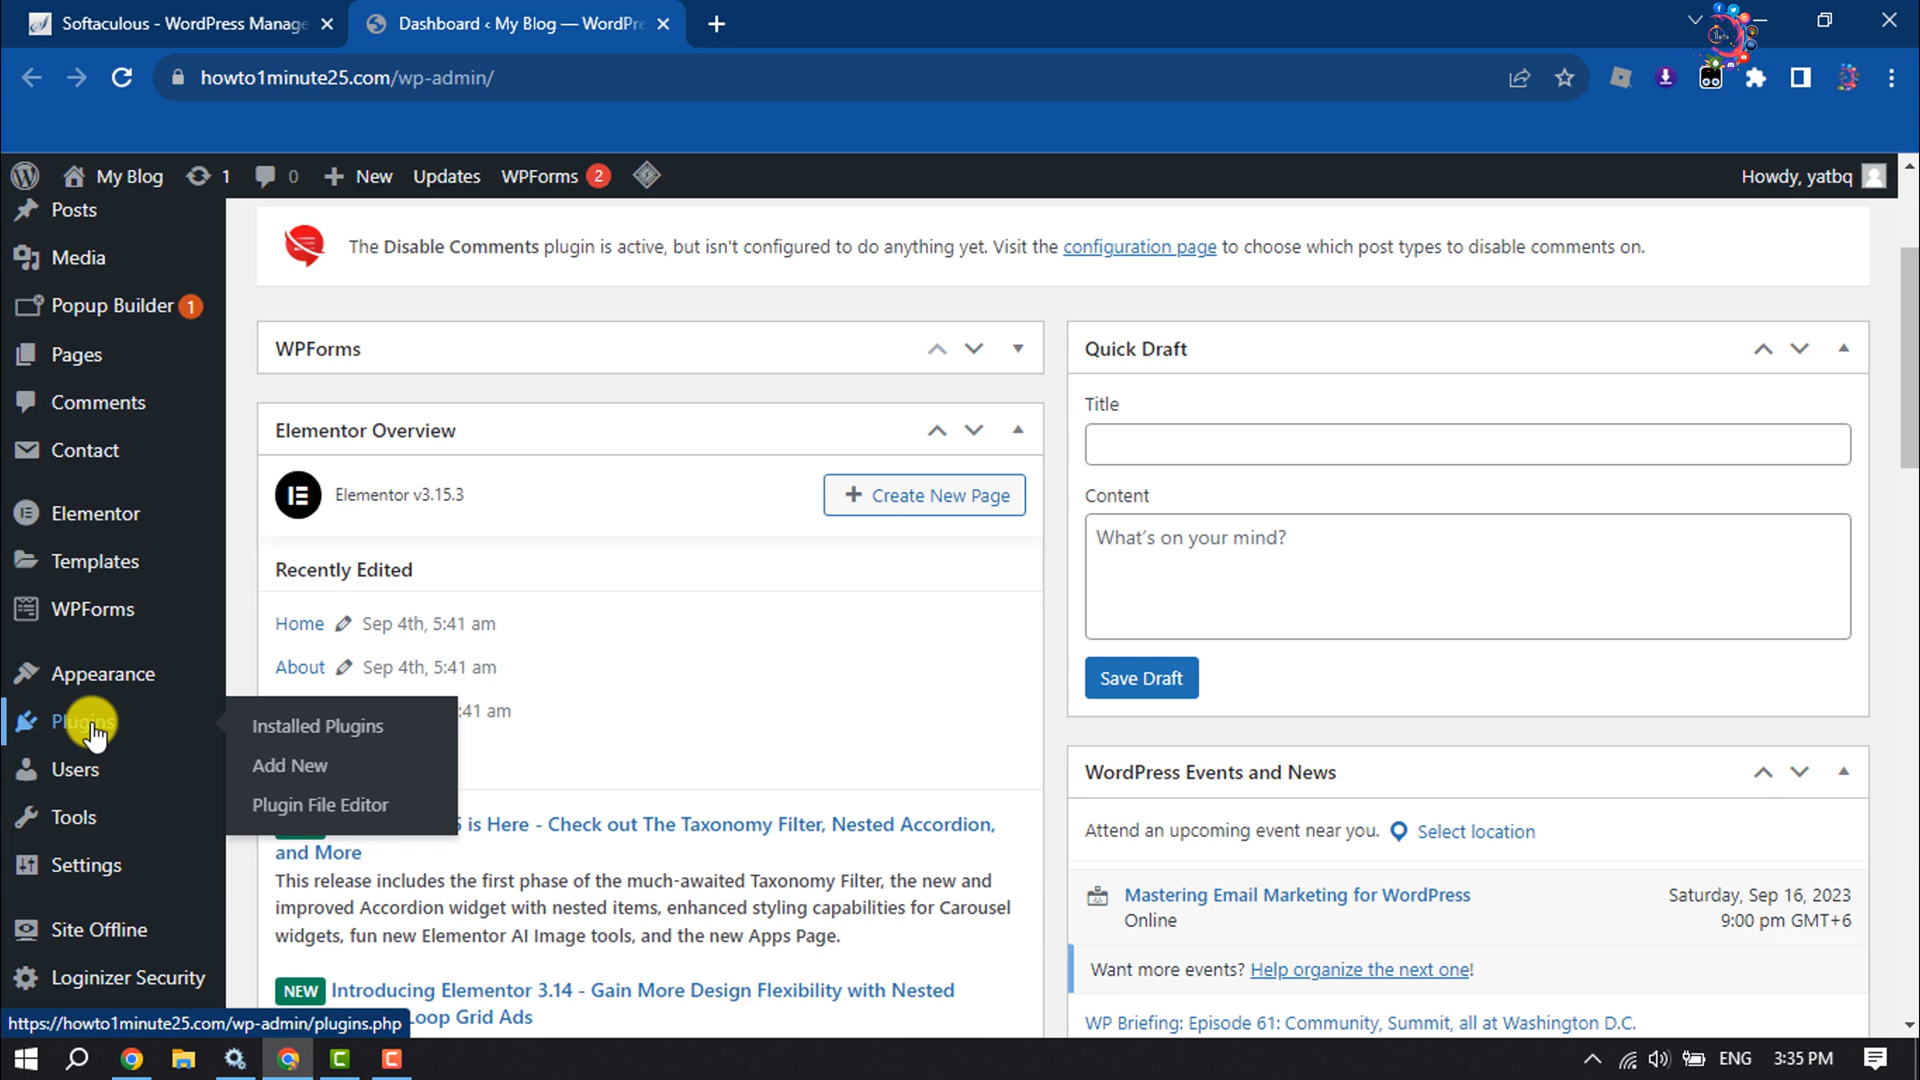 Softaculous - WordPress Manage
Dashboard ‹ My Blog — WordPre
howto1minute25.com/wp-admin/
My Blog 1 0 New Updates WPForms 2
Howdy, yatbq
Posts
Media
Popup Builder 1
Pages
Comments
Contact
Elementor
Templates
WPForms
Appearance
Plugins
Users
Tools
Settings
Site Offline
Loginizer Security
Installed Plugins
Add New
Plugin File Editor
The Disable Comments plugin is active, but isn't configured to do anything yet. Visit the configuration page to choose which post types to disable comments on.
WPForms
Elementor Overview
Elementor v3.15.3
Create New Page
Recently Edited
Home Sep 4th, 5:41 am
About Sep 4th, 5:41 am
:41 am
5 is Here - Check out The Taxonomy Filter, Nested Accordion,
and More
This release includes the first phase of the much-awaited Taxonomy Filter, the new and
improved Accordion widget with nested items, enhanced styling capabilities for Carousel
widgets, fun new Elementor AI Image tools, and the new Apps Page.
NEW Introducing Elementor 3.14 - Gain More Design Flexibility with Nested
Loop Grid Ads
Quick Draft
Title
Content
What's on your mind?
Save Draft
WordPress Events and News
Attend an upcoming event near you. Select location
Mastering Email Marketing for WordPress
Online
Saturday, Sep 16, 2023
9:00 pm GMT+6
Want more events? Help organize the next one!
WP Briefing: Episode 61: Community, Summit, all at Washington D.C.
https://howto1minute25.com/wp-admin/plugins.php
ENG 3:35 PM